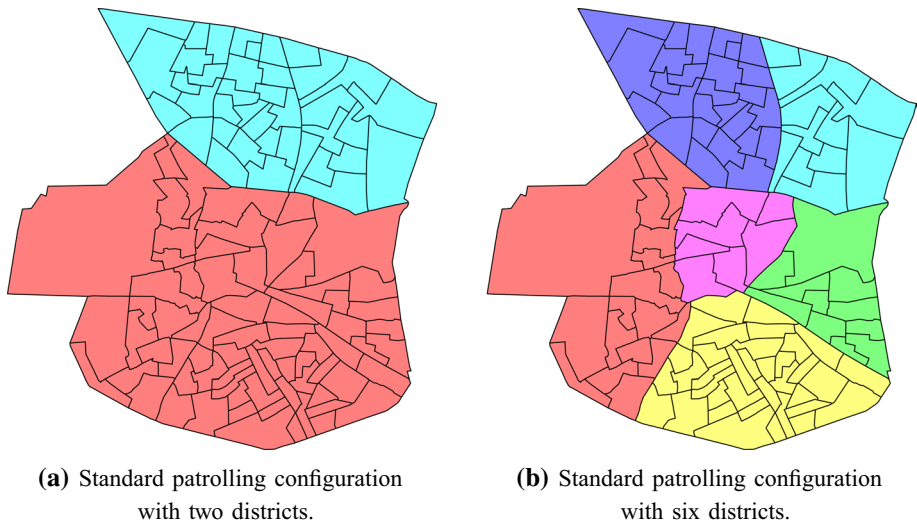 (a) Standard patrolling configuration
with two districts.
(b) Standard patrolling configuration
with six districts.